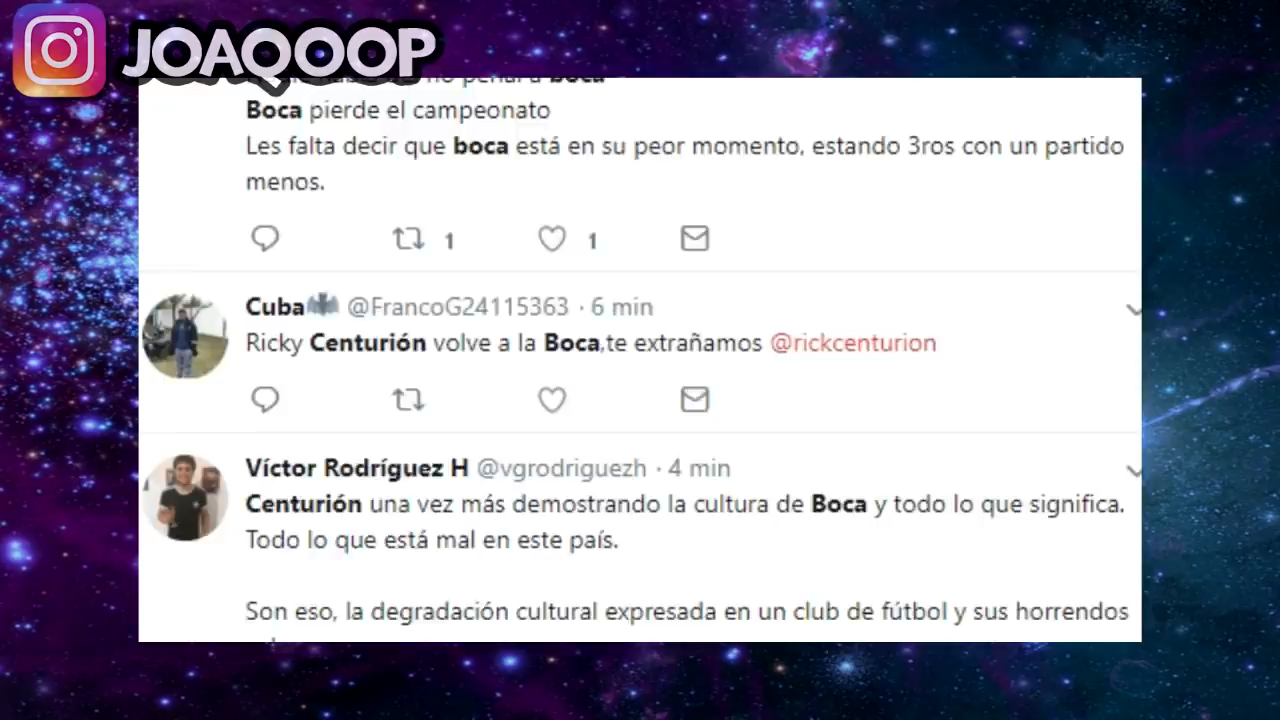 JOAQOOP
boca
Boca pierde el campeonato
Les falta decir que boca está en su peor momento, estando 3ros con un partido
menos.
1 1
Cuba @FrancoG24115363 · 6 min
Ricky Centurión volve a la Boca,te extrañamos @rickcenturion
Víctor Rodríguez H @vgrodriguezh · 4 min
Centurión una vez más demostrando la cultura de Boca y todo lo que significa.
Todo lo que está mal en este país.
Son eso, la degradación cultural expresada en un club de fútbol y sus horrendos